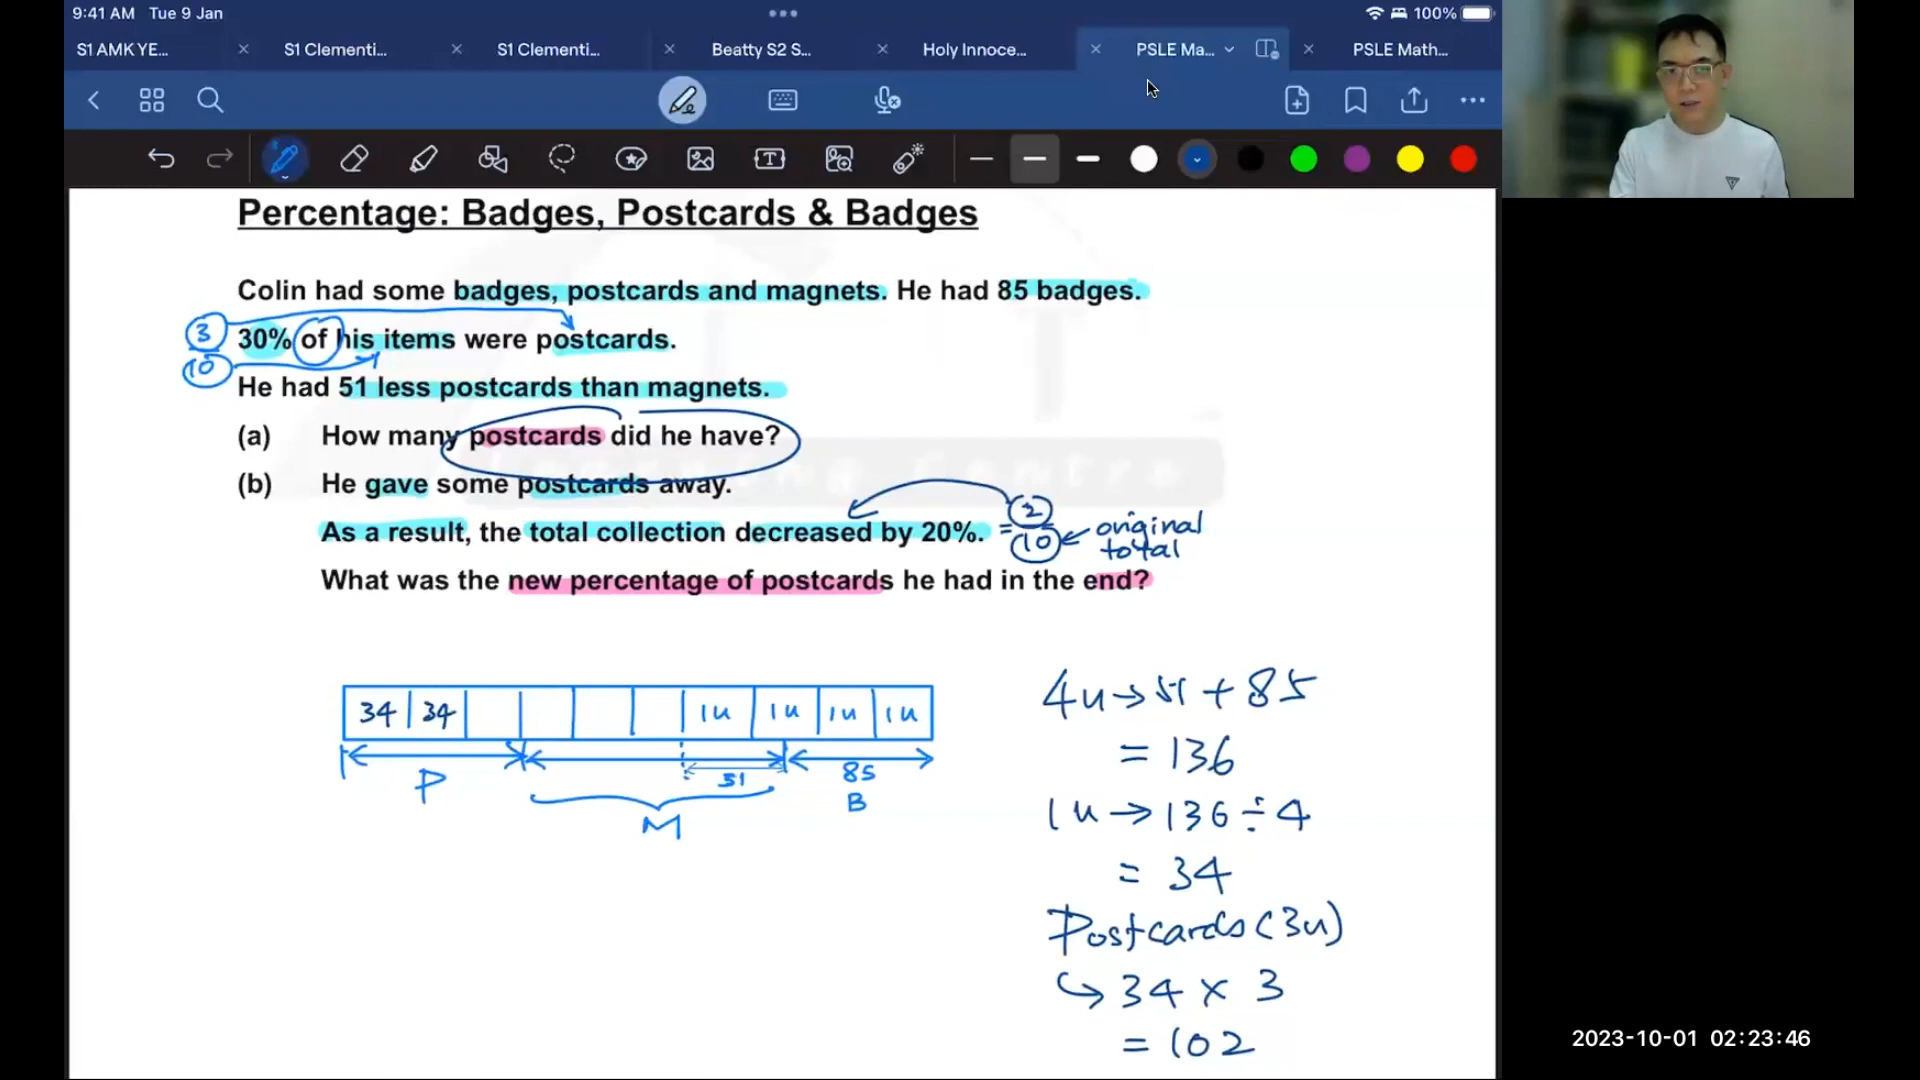 9:41 AM Tue 9 Jan
100%
S1 AMK YE...
S1 Clementi...
S1 Clementi...
Beatty S2 S...
Holy Innoce...
PSLE Ma...
PSLE Math...
Percentage: Badges, Postcards & Badges
Colin had some badges, postcards and magnets. He had 85 badges.
3
30% of his items were postcards.
10
He had 51 less postcards than magnets.
(a) How many postcards did he have?
(b) He gave some postcards away.
As a result, the total collection decreased by 20%. = 2
10 original
total
What was the new percentage of postcards he had in the end?
34 34 1u 1u 1u 1u
P 51 85
M B
4u → 51 + 85
= 136
1u → 136 ÷ 4
= 34
Postcards (3u)
↪ 34 × 3
= 102
2023-10-01 02:23:46